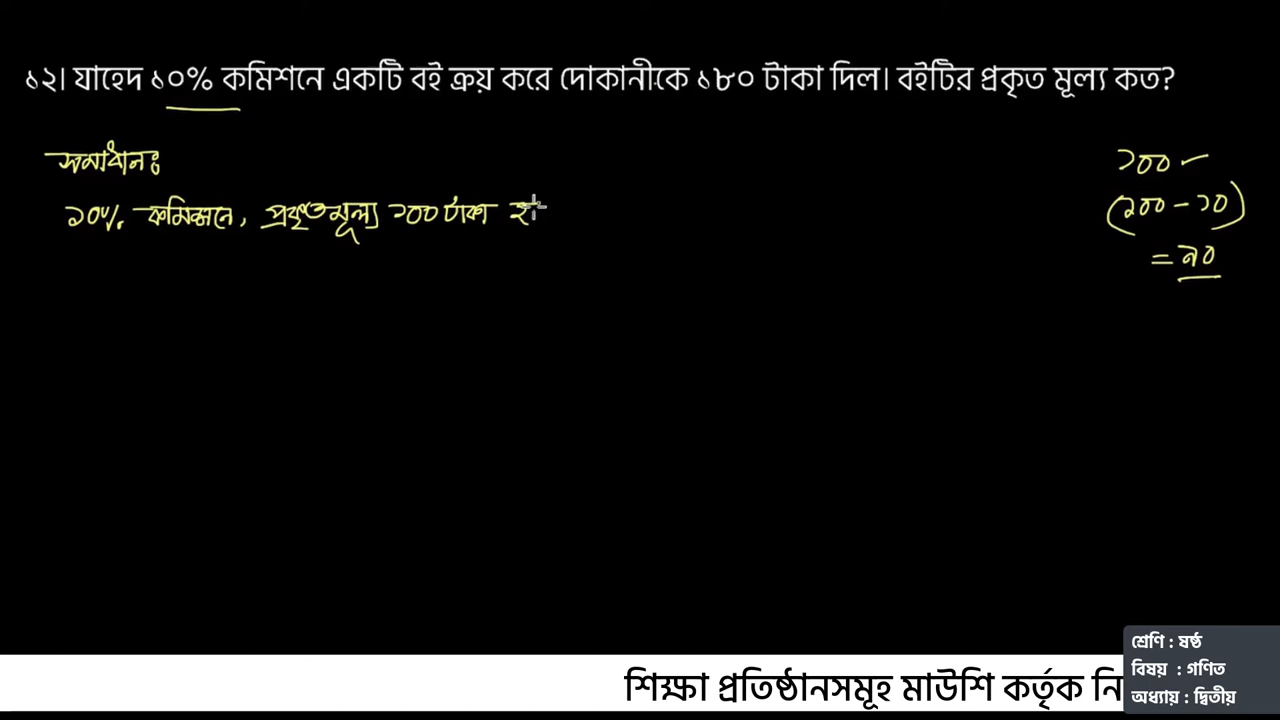 ১২। যাহেদ ১০% কমিশনে একটি বই ক্রয় করে দোকানীকে ১৮০ টাকা দিল। বইটির প্রকৃত মূল্য কত?
সমাধানঃ
১০% কমিশনে, প্রকৃতমূল্য ১০০ টাকা হ
১০০
(১০০ - ১০)
= ৯০
শিক্ষা প্রতিষ্ঠানসমূহ মাউশি কর্তৃক নি
শ্রেণি : ষষ্ঠ
বিষয় : গণিত
অধ্যায় : দ্বিতীয়